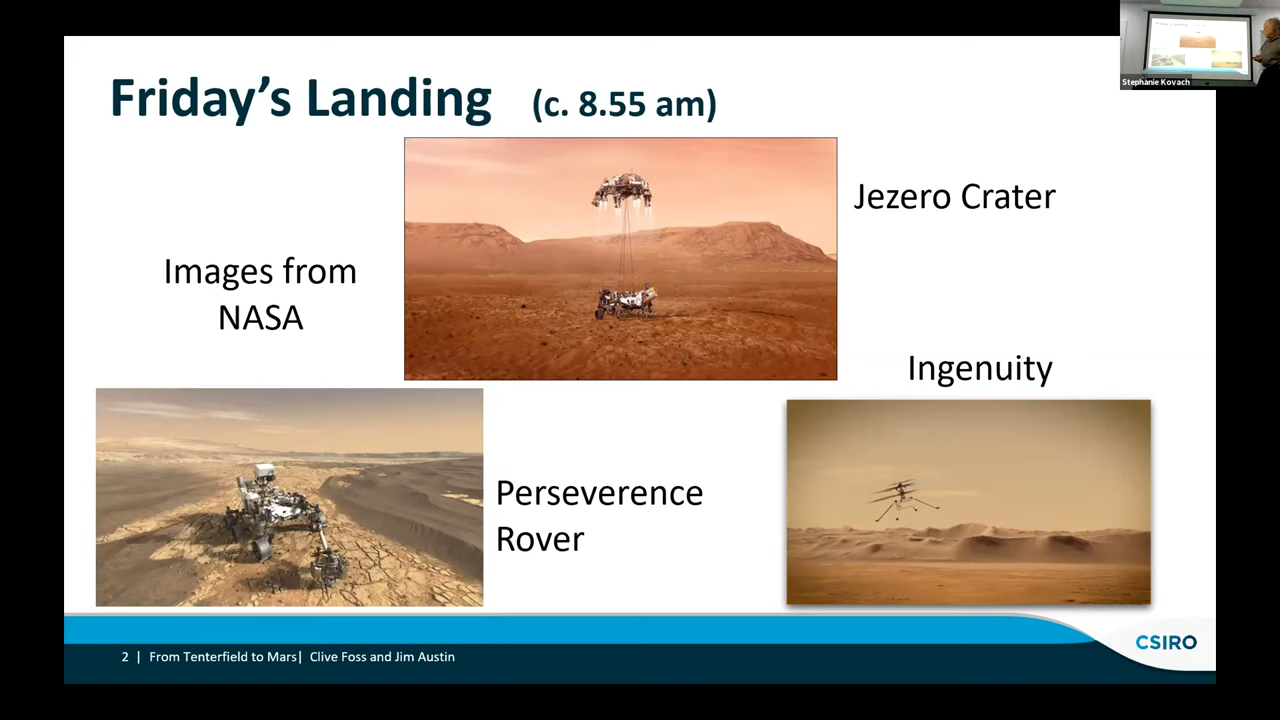 Friday's Landing (c. 8.55 am)
Jezero Crater
Images from
NASA
Ingenuity
Perseverence
Rover
2 | From Tenterfield to Mars| Clive Foss and Jim Austin
CSIRO
Stephanie Kovach